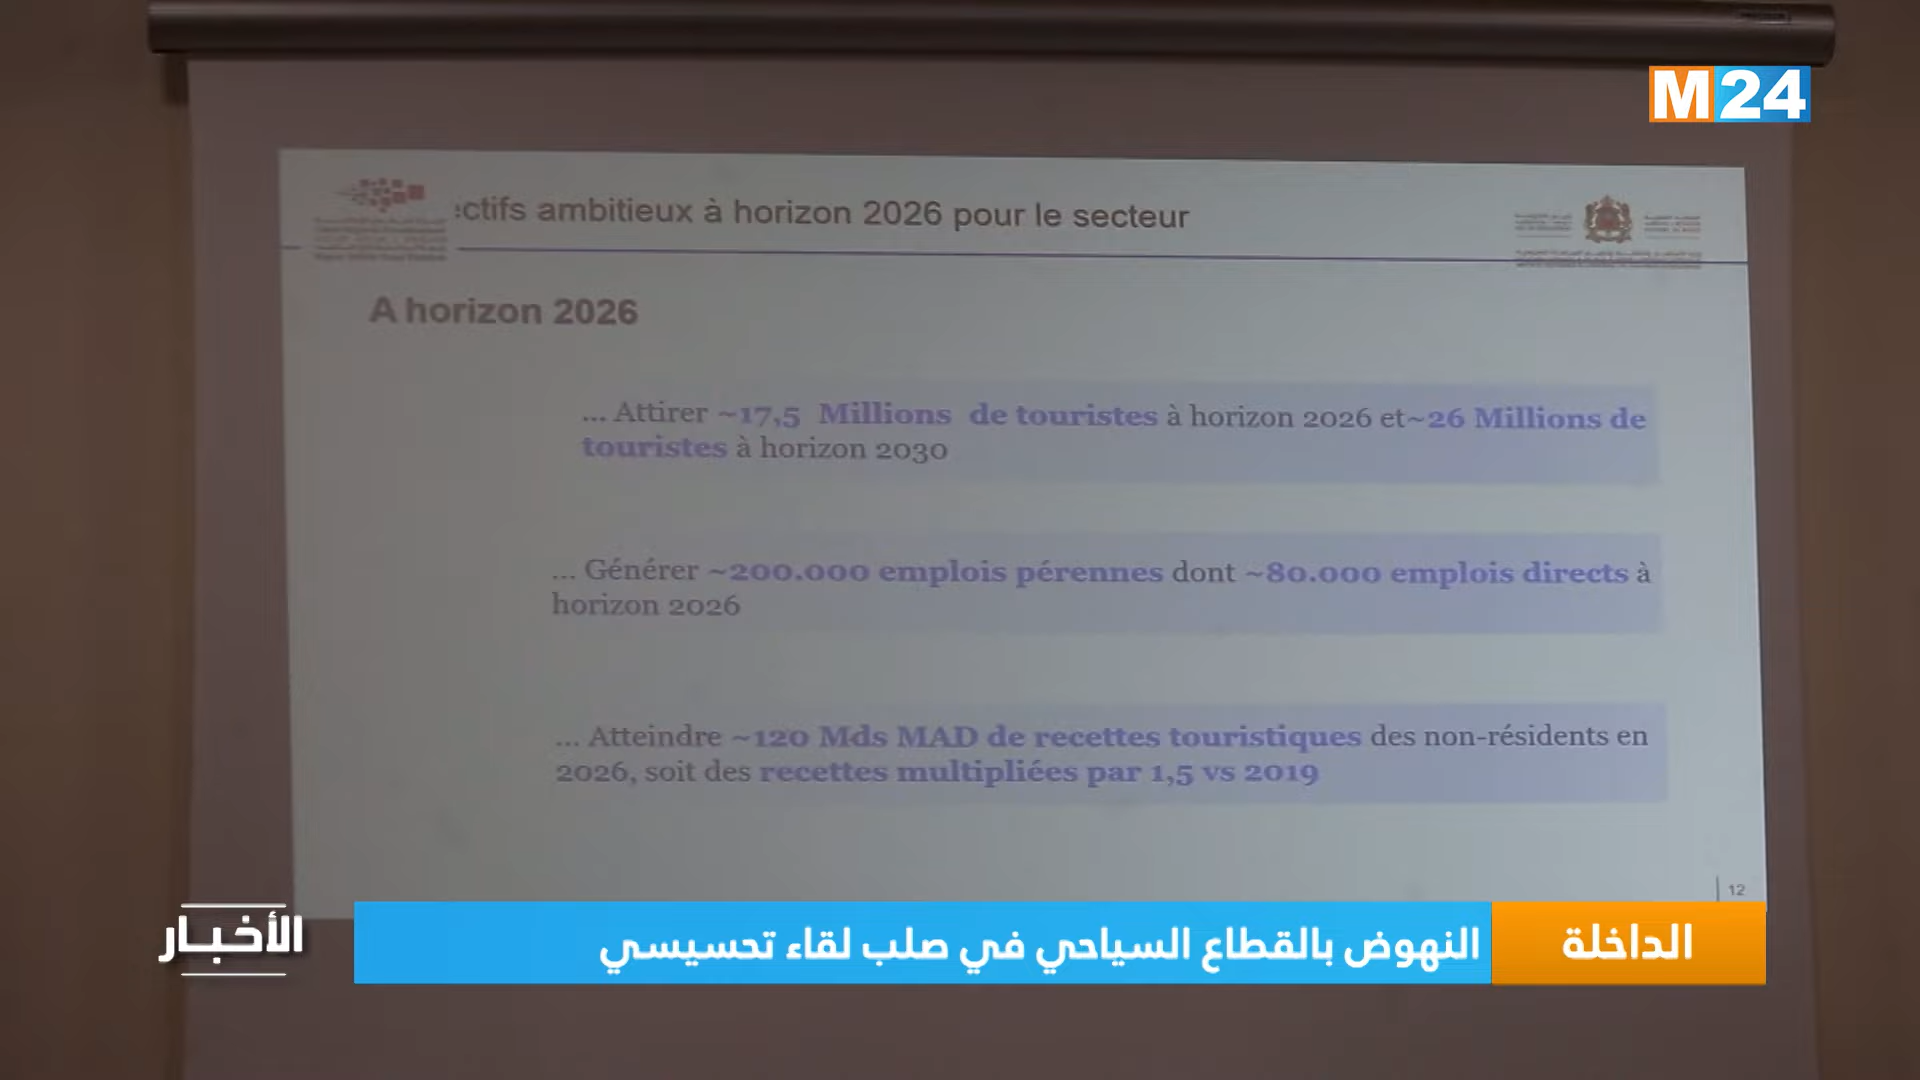 M24
ctifs ambitieux à horizon 2026 pour le secteur
A horizon 2026
... Attirer ~17,5 Millions de touristes à horizon 2026 et~26 Millions de
touristes à horizon 2030
... Générer ~200.000 emplois pérennes dont ~80.000 emplois directs à
horizon 2026
... Atteindre ~120 Mds MAD de recettes touristiques des non-résidents en
2026, soit des recettes multipliées par 1,5 vs 2019
12
الداخلة
النهوض بالقطاع السياحي في صلب لقاء تحسيسي
الأخبار